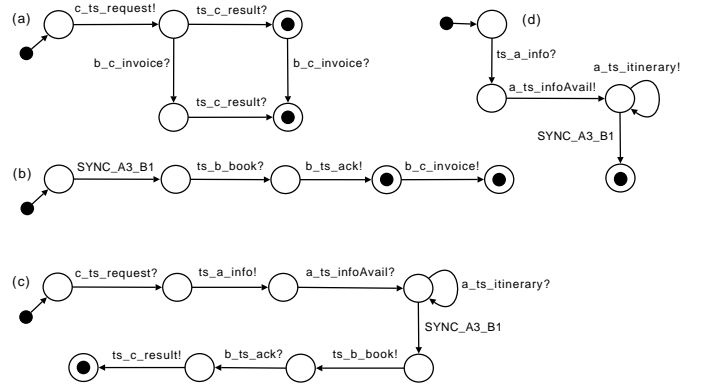 (a)
c_ts_request!
ts_c_result?
b_c_invoice?
b_c_invoice?
ts_c_result?
(d)
ts_a_info?
a_ts_infoAvail!
a_ts_itinerary!
SYNC_A3_B1
(b)
SYNC_A3_B1
ts_b_book?
b_ts_ack!
b_c_invoice!
(c)
c_ts_request?
ts_a_info!
a_ts_infoAvail?
a_ts_itinerary?
SYNC_A3_B1
ts_c_result!
b_ts_ack?
ts_b_book!